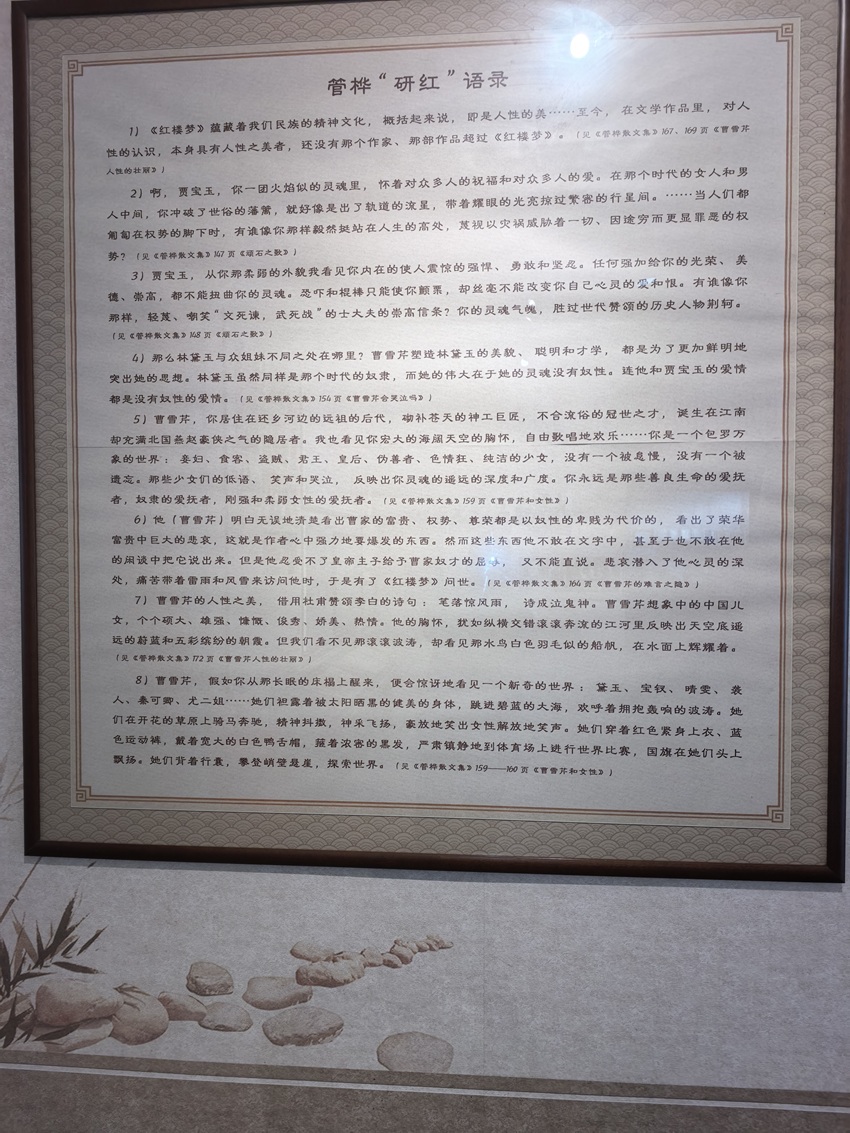 管桦“研红”语录
1）《红楼梦》蕴藏着我们民族的精神文化，概括起来说，即是人性的美……至今，在文学作品里，对人
性的认识，本身具有人性之美者，还没有那个作家、那部作品超过《红楼梦》。（见《管桦散文集》167、169页《曹雪芹
人性的壮丽》）
2）啊，贾宝玉，你一团火焰似的灵魂里，怀着对众多人的祝福和对众多人的爱。在那个时代的女人和男
人中间，你冲破了世俗的藩篱，就好像是出了轨道的流星，带着耀眼的光亮掠过繁密的行星间。……当人们都
匍匐在权势的脚下时，有谁像你那样毅然挺站在人生的高处，蔑视以灾祸威胁着一切、因途穷而更显罪恶的权
势？（见《管桦散文集》147页《顽石之歌》）
3）贾宝玉，从你那柔弱的外貌我看见你内在的使人震惊的强悍、勇敢和坚忍。任何强加给你的光荣、美
德、崇高，都不能扭曲你的灵魂。恐吓和棍棒只能使你颤栗，却丝毫不能改变你自己心灵的爱和恨。有谁像你
那样，轻蔑、嘲笑“文死谏，武死战”的士大夫的崇高信条？你的灵魂气魄，胜过世代赞颂的历史人物荆轲。
（见《管桦散文集》148页《顽石之歌》）
4）那么林黛玉与众姐妹不同之处在哪里？曹雪芹塑造林黛玉的美貌、聪明和才学，都是为了更加鲜明地
突出她的思想。林黛玉虽然同样是那个时代的奴隶，而她的伟大在于她的灵魂没有奴性。连他和贾宝玉的爱情
都是没有奴性的爱情。（见《管桦散文集》154页《曹雪芹会哭泣吗》）
5）曹雪芹，你居住在还乡河边的远祖的后代，砌补苍天的神工巨匠，不合流俗的冠世之才，诞生在江南
却充满北国燕赵豪侠之气的隐居者。我也看见你宏大的海阔天空的胸怀，自由歌唱地欢乐……你是一个包罗万
象的世界：妾妇、食客、盗贼、君王、皇后、伪善者、色情狂、纯洁的少女，没有一个被怠慢，没有一个被
遗忘。那些少女们的低语、笑声和哭泣，反映出你灵魂的遥远的深度和广度。你永远是那些善良生命的爱抚
者，奴隶的爱抚者，刚强和柔弱女性的爱抚者。（见《管桦散文集》159页《曹雪芹和女性》）
6）他（曹雪芹）明白无误地清楚看出曹家的富贵、权势、尊荣都是以奴性的卑贱为代价的，看出了荣华
富贵中巨大的悲哀，这就是作者心中强力地要爆发的东西。然而这些东西他不敢在文字中，甚至于也不敢在他
的闲谈中把它说出来。但是他忍受不了皇帝主子给予曹家奴才的屈辱，又不能直说。悲哀潜入了他心灵的深
处，痛苦带着雷雨和风雪来访问他时，于是有了《红楼梦》问世。（见《管桦散文集》164页《曹雪芹的难言之隐》）
7）曹雪芹的人性之美，借用杜甫赞颂李白的诗句：笔落惊风雨，诗成泣鬼神。曹雪芹想象中的中国儿
女，个个硕大、雄强、慷慨、俊秀、娇美、热情。他的胸怀，犹如纵横交错滚滚奔流的江河里反映出天空底遥
远的蔚蓝和五彩缤纷的朝霞。但我们看不见那滚滚波涛，却看见那水鸟白色羽毛似的船帆，在水面上辉耀着。
（见《管桦散文集》172页《曹雪芹人性的壮丽》）
8）曹雪芹，假如你从那长眠的床榻上醒来，便会惊讶地看见一个新奇的世界：黛玉、宝钗、晴雯、袭
人、秦可卿、尤二姐……她们袒露着被太阳晒黑的健美的身体，跳进碧蓝的大海，欢呼着拥抱轰响的波涛。她
们在开花的草原上骑马奔驰，精神抖擞，神采飞扬，豪放地笑出女性解放地笑声。她们穿着红色紧身上衣、蓝
色运动裤，戴着宽大的白色鸭舌帽，箍着浓密的黑发，严肃镇静地到体育场上进行世界比赛，国旗在她们头上
飘扬。她们背着行囊，攀登峭壁悬崖，探索世界。（见《管桦散文集》159——160页《曹雪芹和女性》）